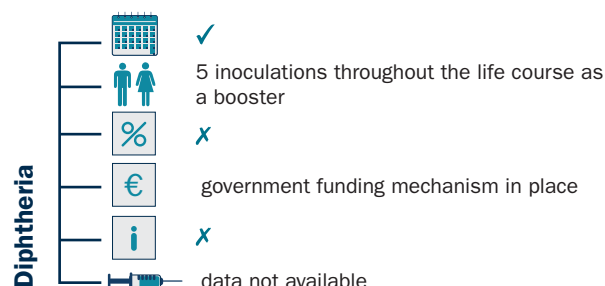 ✓
5 inoculations throughout the life course as
a booster
%
✗
€
government funding mechanism in place
i
✗
Diphtheria
data not available